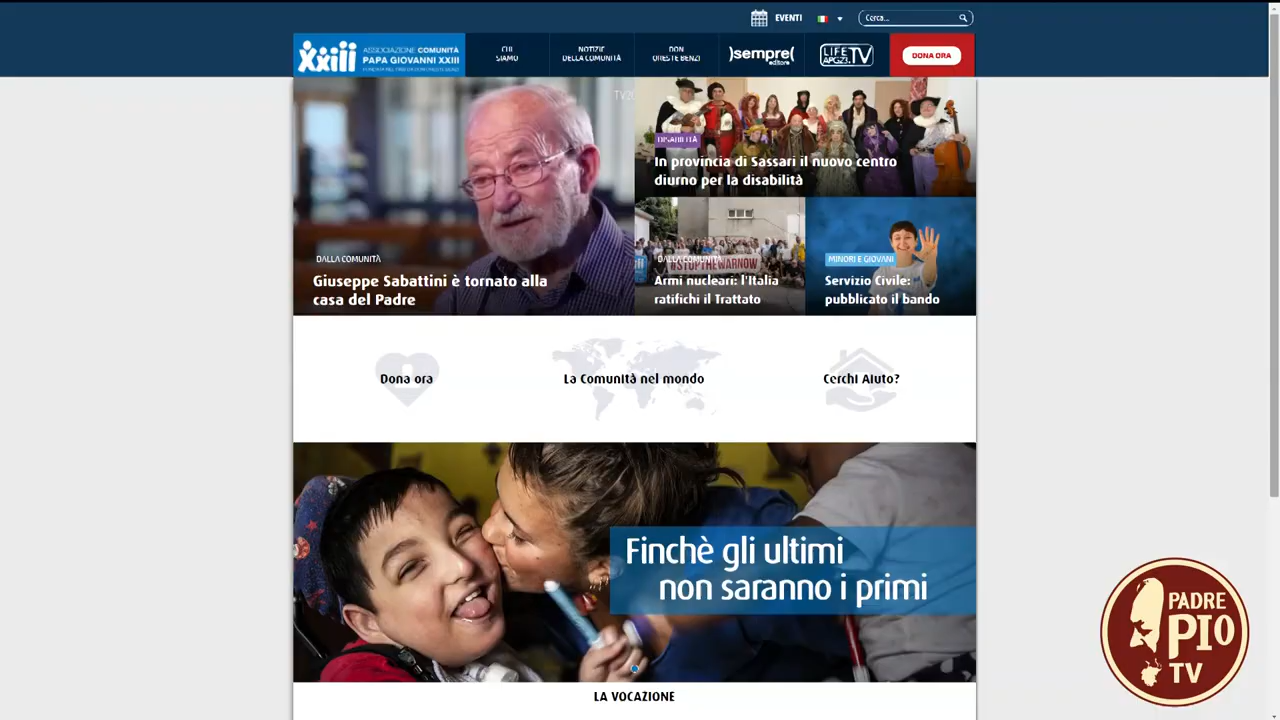 EVENTI
Cerca...
xxiii
ASSOCIAZIONE COMUNITÀ
PAPA GIOVANNI XXIII
CHI
SIAMO
NOTIZIE
DELLA COMUNITÀ
DON
ORESTE BENZI
)sempre(
editore
LIFE
APG23.
TV
DONA ORA
TV20
DALLA COMUNITÀ
Giuseppe Sabattini è tornato alla
casa del Padre
DISABILITÀ
In provincia di Sassari il nuovo centro
diurno per la disabilità
DALLA COMUNITÀ
#STOPTHEWARNOW
Armi nucleari: l'Italia
ratifichi il Trattato
MINORI E GIOVANI
Servizio Civile:
pubblicato il bando
Dona ora
La Comunità nel mondo
Cerchi Aiuto?
Finchè gli ultimi
non saranno i primi
LA VOCAZIONE
PADRE
PIO
TV